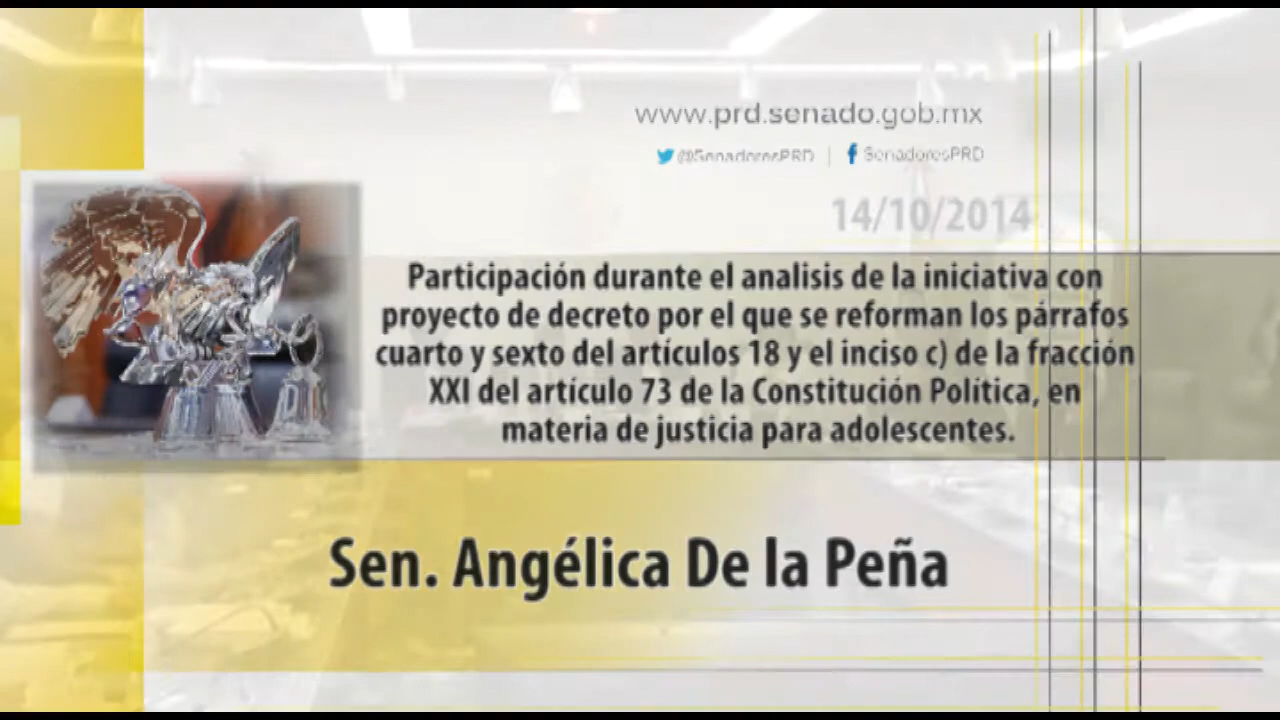 www.prd.senado.gob.mx
@SenadoresPRD | SenadoresPRD
14/10/2014
Participación durante el analisis de la iniciativa con
proyecto de decreto por el que se reforman los párrafos
cuarto y sexto del artículos 18 y el inciso c) de la fracción
XXI del artículo 73 de la Constitución Política, en
materia de justicia para adolescentes.
Sen. Angélica De la Peña